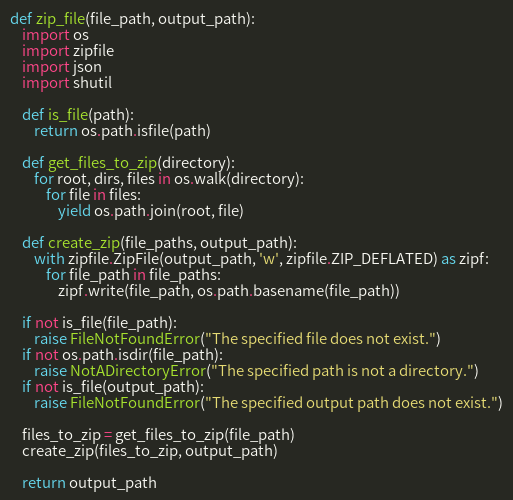 def zip_file(file_path, output_path):
    import os
    import zipfile
    import json
    import shutil

    def is_file(path):
        return os.path.isfile(path)

    def get_files_to_zip(directory):
        for root, dirs, files in os.walk(directory):
            for file in files:
                yield os.path.join(root, file)

    def create_zip(file_paths, output_path):
        with zipfile.ZipFile(output_path, 'w', zipfile.ZIP_DEFLATED) as zipf:
            for file_path in file_paths:
                zipf.write(file_path, os.path.basename(file_path))

    if not is_file(file_path):
        raise FileNotFoundError("The specified file does not exist.")
    if not os.path.isdir(file_path):
        raise NotADirectoryError("The specified path is not a directory.")
    if not is_file(output_path):
        raise FileNotFoundError("The specified output path does not exist.")

    files_to_zip = get_files_to_zip(file_path)
    create_zip(files_to_zip, output_path)

    return output_path